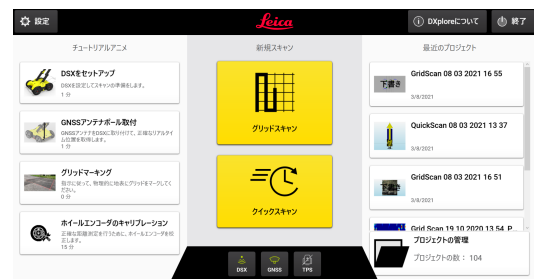 設定
Leica
DXploreについて
終了
チュートリアルアニメ
DSXをセットアップ
DSXを設定してスキャンの準備をします。
1 分
GNSSアンテナポール取付
GNSSアンテナをDSXに取り付けて、正確なリアルタイ
ム位置を取得します。
1 分
グリッドマーキング
指示に従って、物理的に地表にグリッドをマークしてく
ださい。
0 分
ホイールエンコーダのキャリブレーション
正確な距離測定を行うために、ホイールエンコーダを校
正します。
15 分
新規スキャン
グリッドスキャン
クイックスキャン
DSX
GNSS
TPS
最近のプロジェクト
下書き
GridScan 08 03 2021 16 55
3/8/2021
QuickScan 08 03 2021 13 37
3/8/2021
GridScan 08 03 2021 16 51
3/8/2021
Grid Scan 19 10 2020 13 54 P
プロジェクトの管理
プロジェクトの数： 104